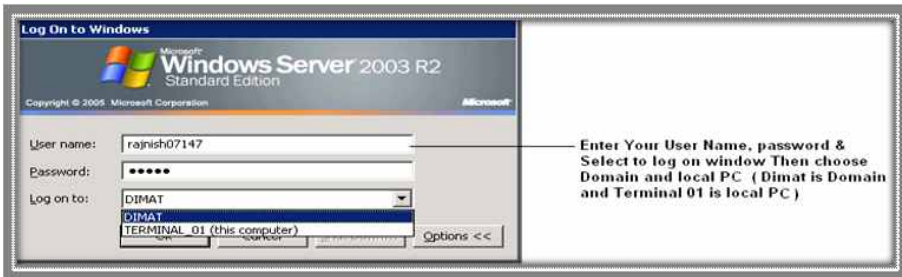 Log On to Windows
Microsoft
Windows Server 2003 R2
Standard Edition
Copyright © 2005 Microsoft Corporation
Microsoft
User name:
rajnish07147
Password:
•••••
Log on to:
DIMAT
DIMAT
TERMINAL_01 (this computer)
Cancel
Options <<
Enter Your User Name, password &
Select to log on window Then choose
Domain and local PC ( Dimat is Domain
and Terminal 01 is local PC )